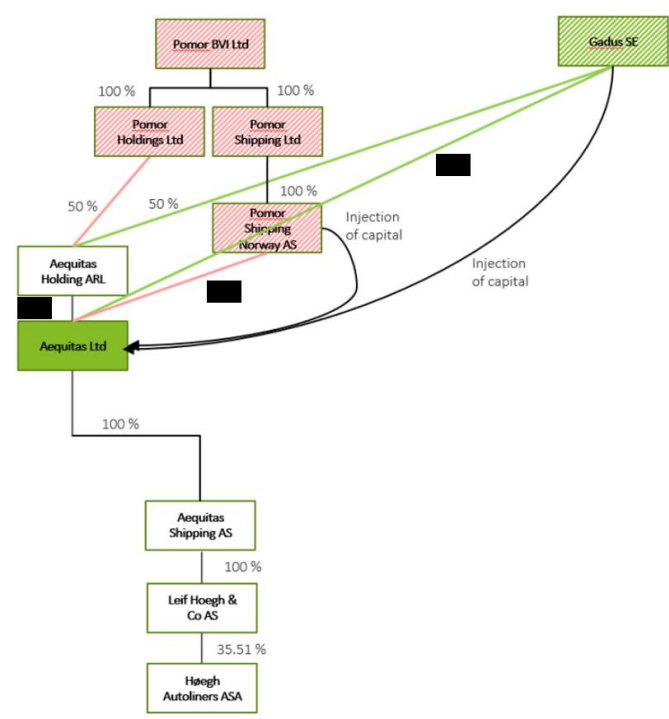 Pomor BVI Ltd
Gadus SE
100 %
100 %
Pomor
Holdings Ltd
Pomor
Shipping Ltd
100 %
50 %
50 %
Pomor
Shipping
Norway AS
Injection
of capital
Aequitas
Holding ARL
Injection
of capital
Aequitas Ltd
100 %
Aequitas
Shipping AS
100 %
Leif Hoegh &
Co AS
35.51 %
Høegh
Autoliners ASA